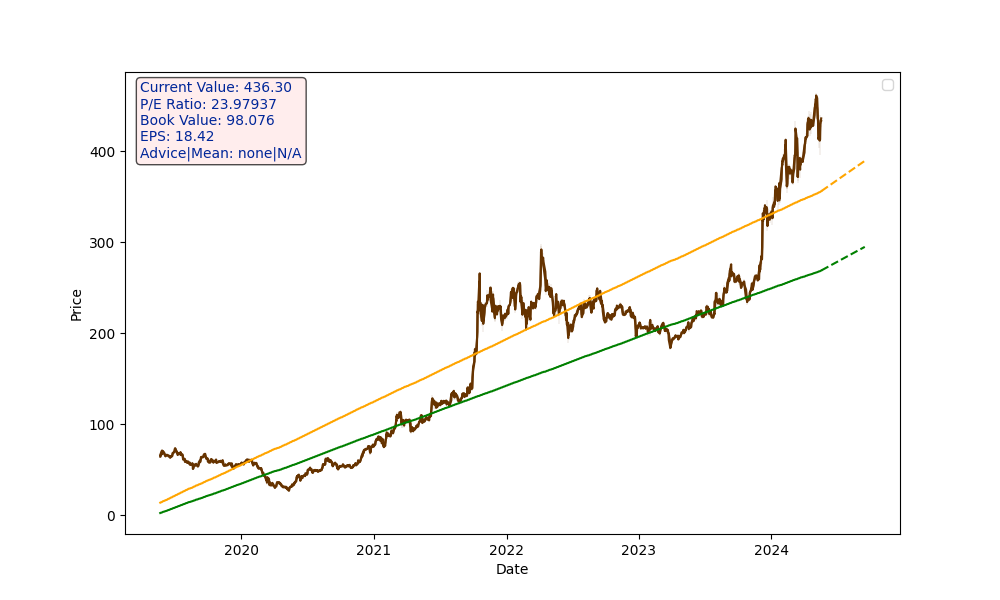 Current Value: 436.30
P/E Ratio: 23.97937
Book Value: 98.076
EPS: 18.42
Advice|Mean: none|N/A
400
300
200
100
0
Price
2020 2021 2022 2023 2024
Date